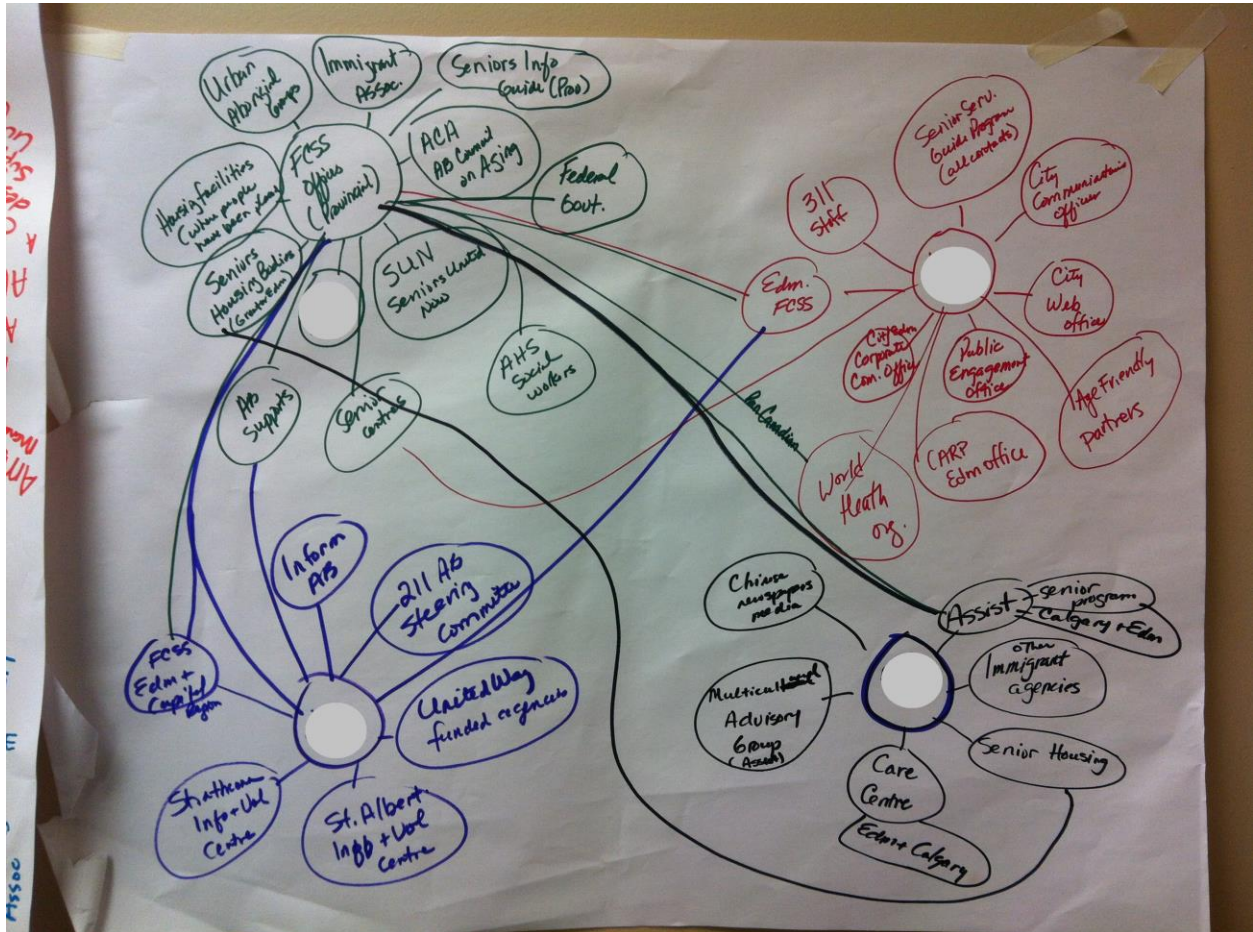 Urban
Aborginal
Groups
Immigrant
Assoc.
Seniors Info
Guide (Prov)
FCSS
offices
(Provincial)
ACA
AB Council
on Aging
Federal
Govt.
Housing facilities
(where people
have been placed)
Seniors
Housing Bodies
(Greater Edm)
SUN
Seniors United
Now
AHS
Social
workers
AB
Supports
Senior
Centres
Senior Serv.
Guide Program
(all contacts)
311
Staff
City
Communications
Officer
Edm.
FCSS
City
Web
office
City Edm
Corporate
Com. Office
Public
Engagement
office
Age Friendly
partners
CARP
Edm office
World
Heath
org.
Pan Canadian
Inform
AB
211 AB
Steering
Committee
FCSS
Edm +
Capital
Region
United Way
funded agencies
Strathcona
Info + Vol
Centre
St. Albert
Info + Vol
Centre
Chinese
newspapers
media
Assist
senior
program
Calgary + Edm
other
Immigrant
agencies
Multicultural
Advisory
Group
(Assist)
Senior Housing
Care
Centre
Edm + Calgary
Assoc